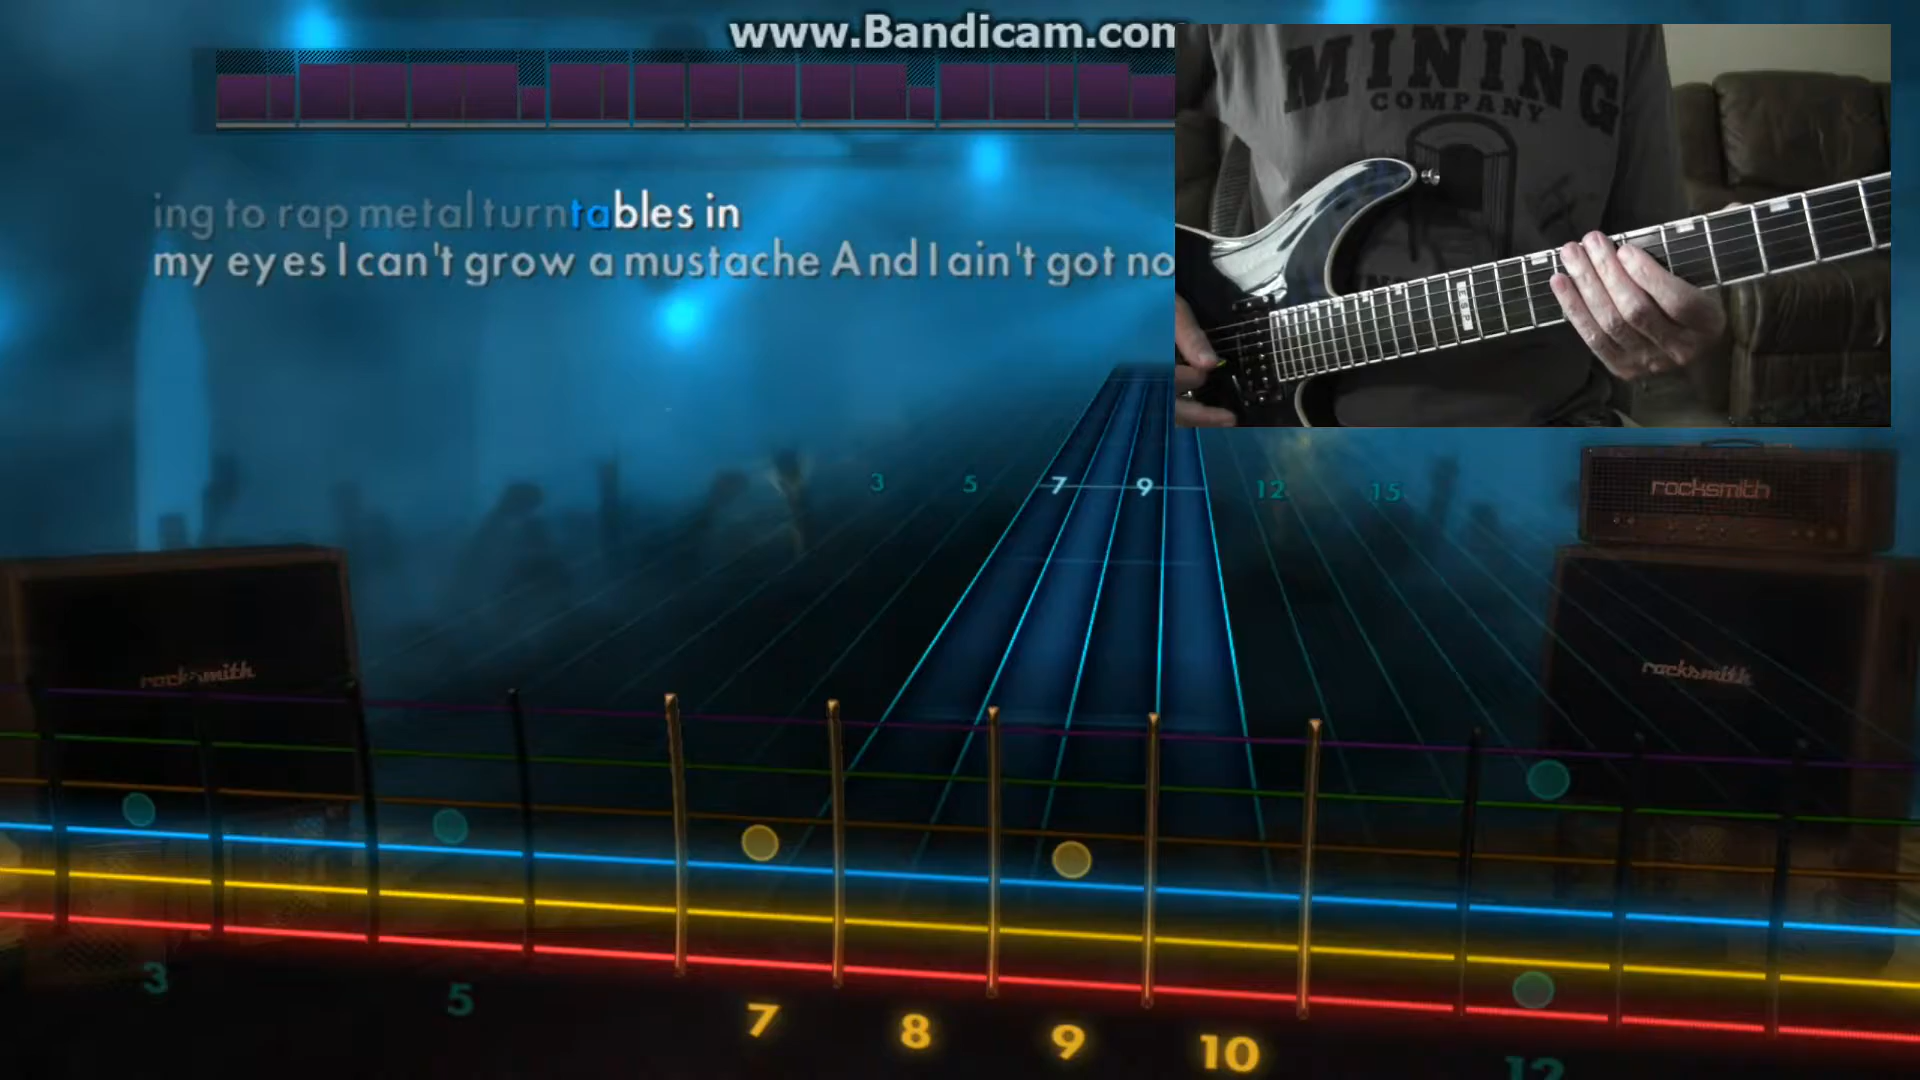 www.Bandicam.com
MINING
COMPANY
ing to rap metal turntables in
my eyes I can't grow a mustache And I ain't got no
ESP
3 5 7 9 12 15
rocksmith
rocksmith
rocksmith
3 5 7 8 9 10 12